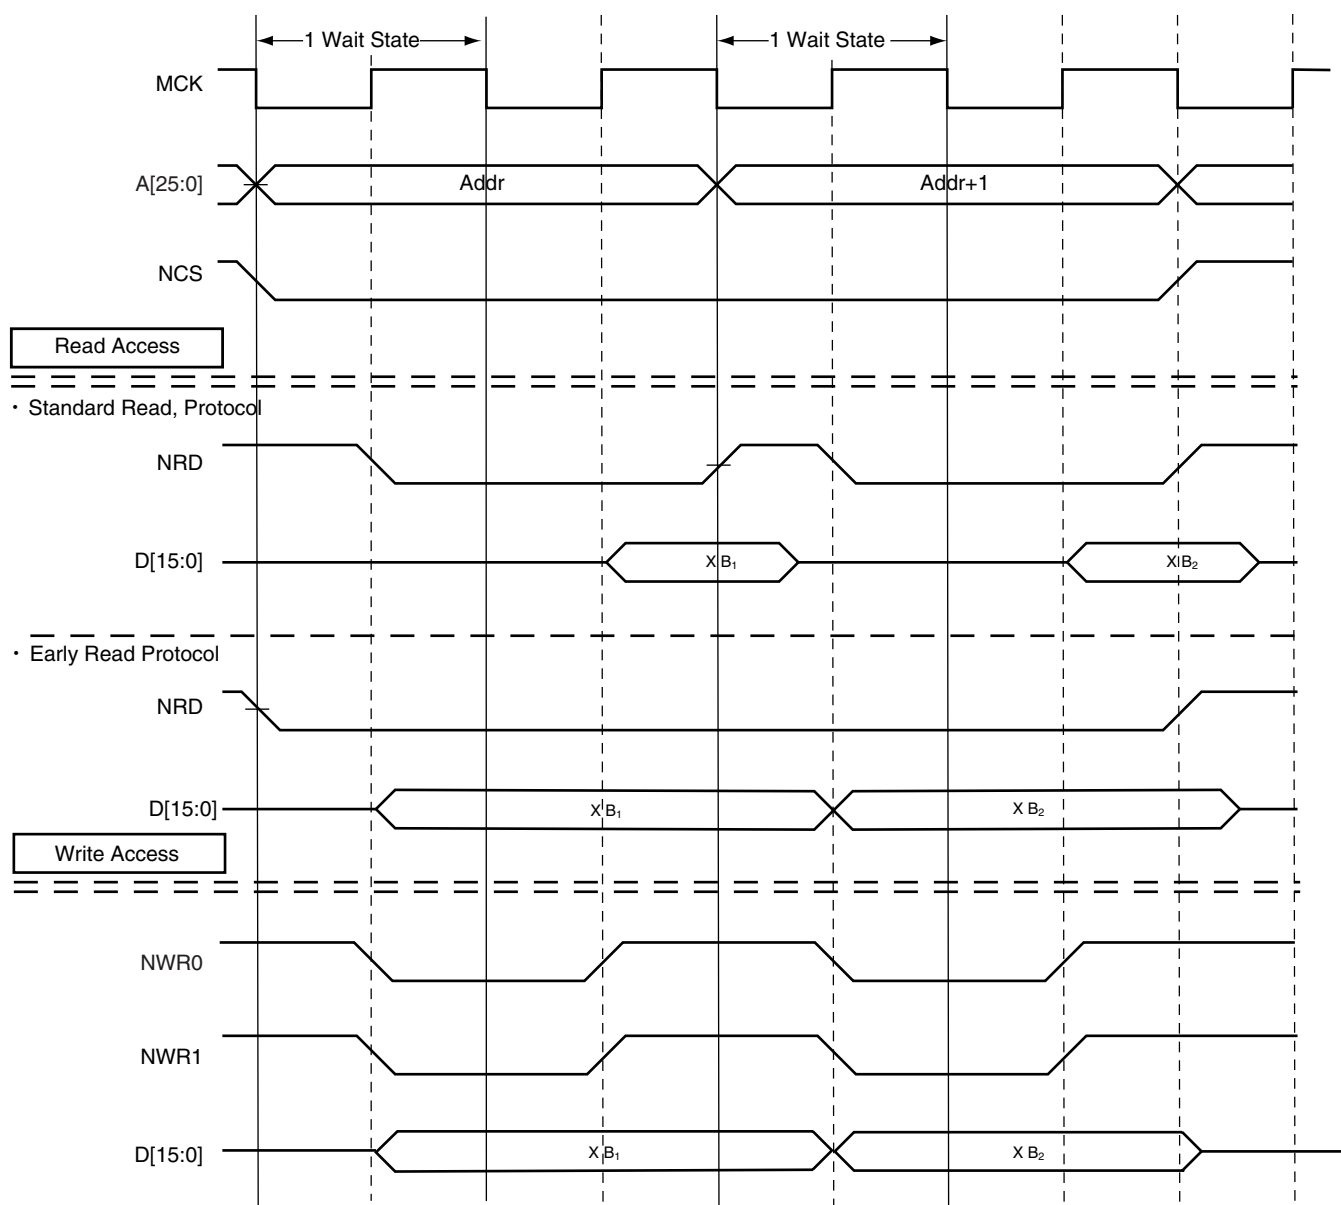 1 Wait State 1 Wait State
MCK
A[25:0] Addr Addr+1
NCS
Read Access
· Standard Read, Protocol
NRD
D[15:0] X B₁ X B₂
· Early Read Protocol
NRD
D[15:0] X B₁ X B₂
Write Access
NWR0
NWR1
D[15:0] X B₁ X B₂